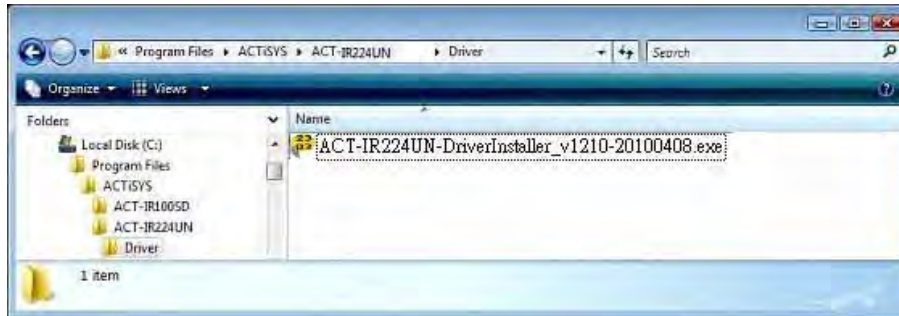 « Program Files ▸ ACTiSYS ▸ ACT-IR224UN ▸ Driver Search
Organize Views
Folders Name
Local Disk (C:)
Program Files
ACTiSYS
ACT-IR100SD
ACT-IR224UN
Driver
ACT-IR224UN-DriverInstaller_v1210-20100408.exe
1 item